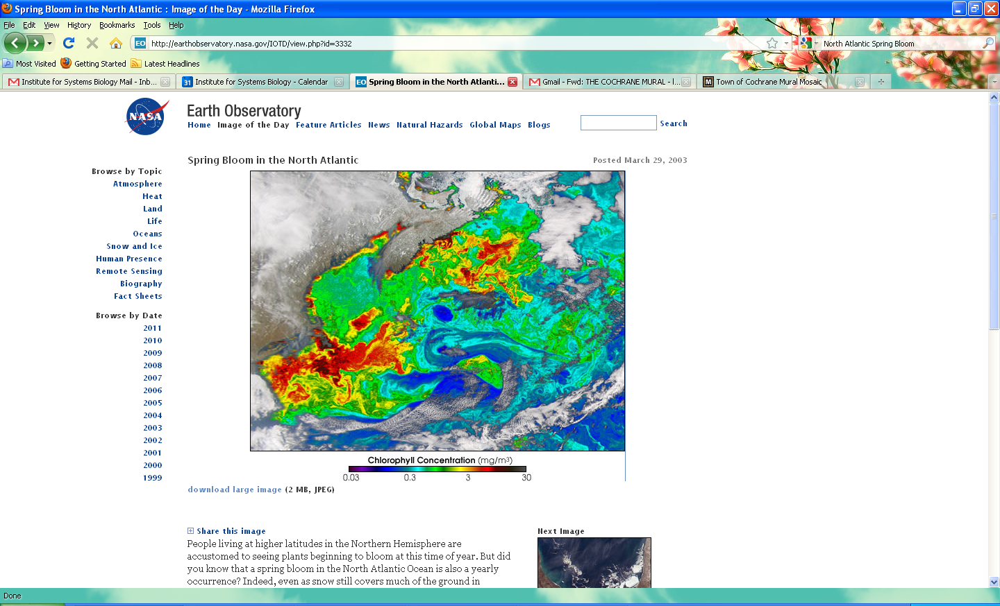 Spring Bloom in the North Atlantic : Image of the Day - Mozilla Firefox
File Edit View History Bookmarks Tools Help
EO http://earthobservatory.nasa.gov/IOTD/view.php?id=3332 North Atlantic Spring Bloom
Most Visited Getting Started Latest Headlines
Institute for Systems Biology Mail - Inb... 31 Institute for Systems Biology - Calendar EO Spring Bloom in the North Atlanti... Gmail - Fwd: THE COCHRANE MURAL - l... M Town of Cochrane Mural Mosaic
NASA
Earth Observatory
Home Image of the Day Feature Articles News Natural Hazards Global Maps Blogs Search
Spring Bloom in the North Atlantic Posted March 29, 2003
Browse by Topic
Atmosphere
Heat
Land
Life
Oceans
Snow and Ice
Human Presence
Remote Sensing
Biography
Fact Sheets
Browse by Date
2011
2010
2009
2008
2007
2006
2005
2004
2003
2002
2001
2000
1999
Chlorophyll Concentration (mg/m³)
0.03 0.3 3 30
download large image (2 MB, JPEG)
Share this image
People living at higher latitudes in the Northern Hemisphere are
accustomed to seeing plants beginning to bloom at this time of year. But did
you know that a spring bloom in the North Atlantic Ocean is also a yearly
occurrence? Indeed, even as snow still covers much of the ground in
Next Image
Done